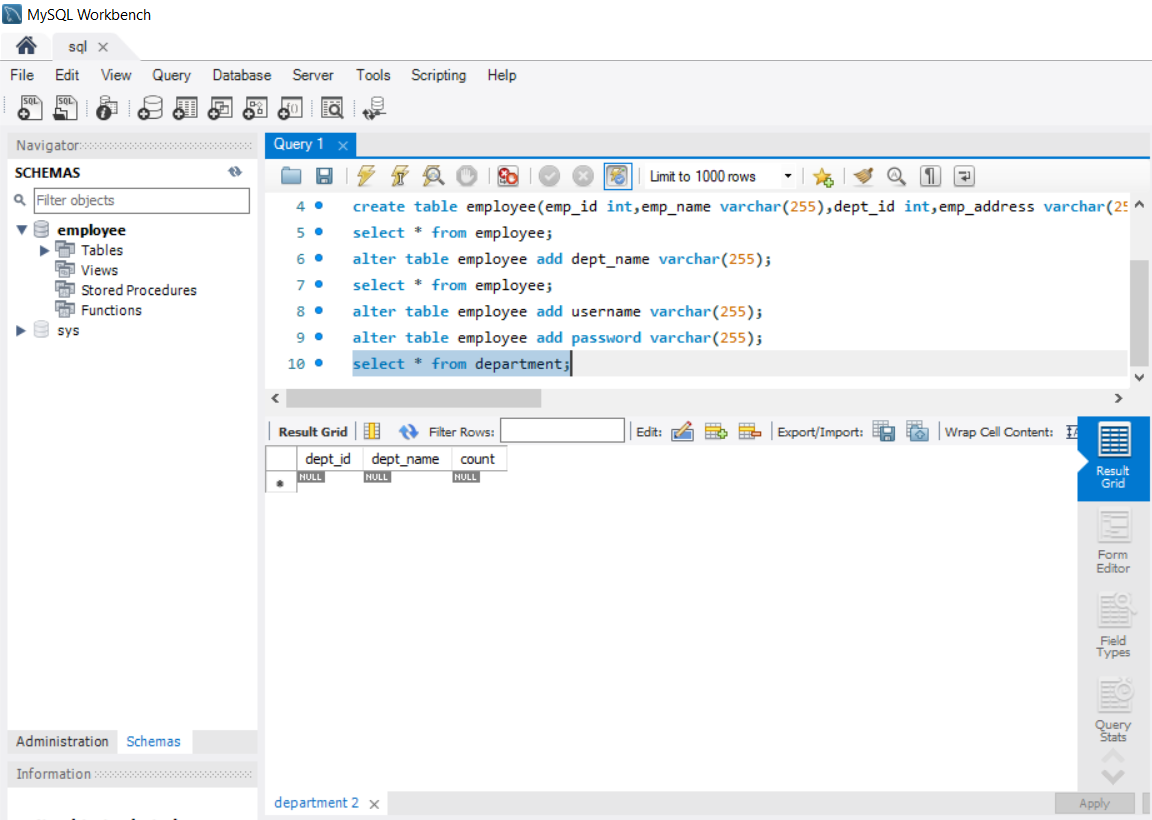 MySQL Workbench
sql
File Edit View Query Database Server Tools Scripting Help
Navigator
SCHEMAS
Filter objects
employee
Tables
Views
Stored Procedures
Functions
sys
Administration Schemas
Information
Query 1
Limit to 1000 rows
4 create table employee(emp_id int,emp_name varchar(255),dept_id int,emp_address varchar(25
5 select * from employee;
6 alter table employee add dept_name varchar(255);
7 select * from employee;
8 alter table employee add username varchar(255);
9 alter table employee add password varchar(255);
10 select * from department;
Result Grid Filter Rows: Edit: Export/Import: Wrap Cell Content:
dept_id dept_name count
NULL NULL NULL
Result
Grid
Form
Editor
Field
Types
Query
Stats
department 2
Apply